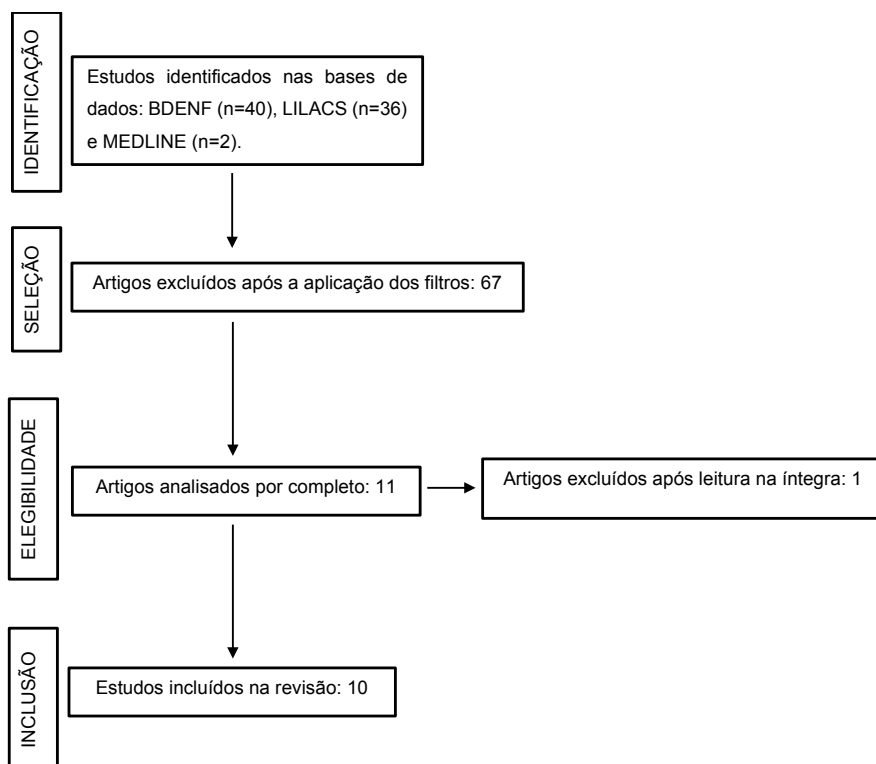 IDENTIFICAÇÃO
Estudos identificados nas bases de
dados: BDENF (n=40), LILACS (n=36)
e MEDLINE (n=2).
SELEÇÃO
Artigos excluídos após a aplicação dos filtros: 67
ELEGIBILIDADE
Artigos analisados por completo: 11
Artigos excluídos após leitura na íntegra: 1
INCLUSÃO
Estudos incluídos na revisão: 10